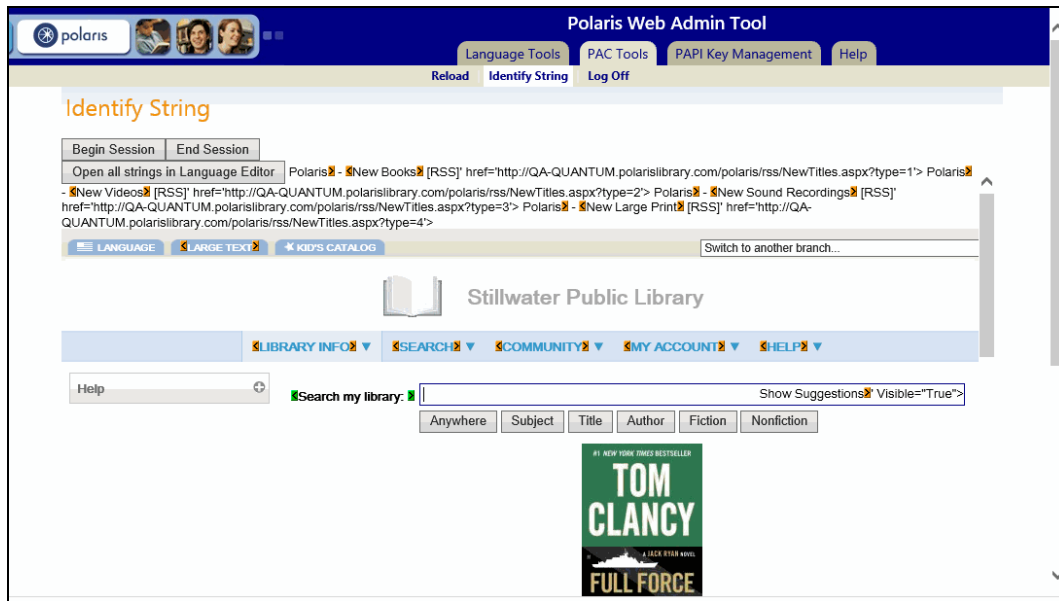 polaris
Polaris Web Admin Tool
Language Tools PAC Tools PAPI Key Management Help
Reload Identify String Log Off
Identify String
Begin Session End Session
Open all strings in Language Editor Polaris> - <New Books> [RSS]' href='http://QA-QUANTUM.polarislibrary.com/polaris/rss/NewTitles.aspx?type=1'> Polaris>
- <New Videos> [RSS]' href='http://QA-QUANTUM.polarislibrary.com/polaris/rss/NewTitles.aspx?type=2'> Polaris> - <New Sound Recordings> [RSS]'
href='http://QA-QUANTUM.polarislibrary.com/polaris/rss/NewTitles.aspx?type=3'> Polaris> - <New Large Print> [RSS]' href='http://QA-
QUANTUM.polarislibrary.com/polaris/rss/NewTitles.aspx?type=4'>
LANGUAGE <LARGE TEXT> KID'S CATALOG Switch to another branch...
Stillwater Public Library
<LIBRARY INFO> ▼ <SEARCH> ▼ <COMMUNITY> ▼ <MY ACCOUNT> ▼ <HELP> ▼
Help <Search my library: > Show Suggestions>' Visible="True">
Anywhere Subject Title Author Fiction Nonfiction
#1 NEW YORK TIMES BESTSELLER
TOM
CLANCY
A JACK RYAN NOVEL
FULL FORCE